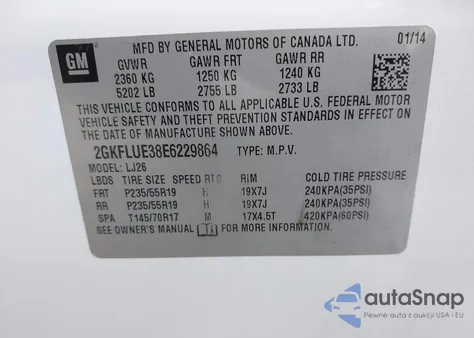 GM MFD BY GENERAL MOTORS OF CANADA LTD. 01/14
GVWR GAWR FRT GAWR RR
2360 KG 1250 KG 1240 KG
5202 LB 2755 LB 2733 LB
THIS VEHICLE CONFORMS TO ALL APPLICABLE U.S. FEDERAL MOTOR
VEHICLE SAFETY AND THEFT PREVENTION STANDARDS IN EFFECT ON THE
DATE OF MANUFACTURE SHOWN ABOVE.
2GKFLUE38E6229864 TYPE: M.P.V.
MODEL: LJ26
LBDS TIRE SIZE SPEED RTG RIM COLD TIRE PRESSURE
FRT P235/55R19 H 19X7J 240KPA(35PSI)
RR P235/55R19 H 19X7J 240KPA(35PSI)
SPA T145/70R17 M 17X4.5T 420KPA(60PSI)
SEE OWNER'S MANUAL FOR MORE INFORMATION.
autoSnap
Pewne auta z aukcji USA i EU